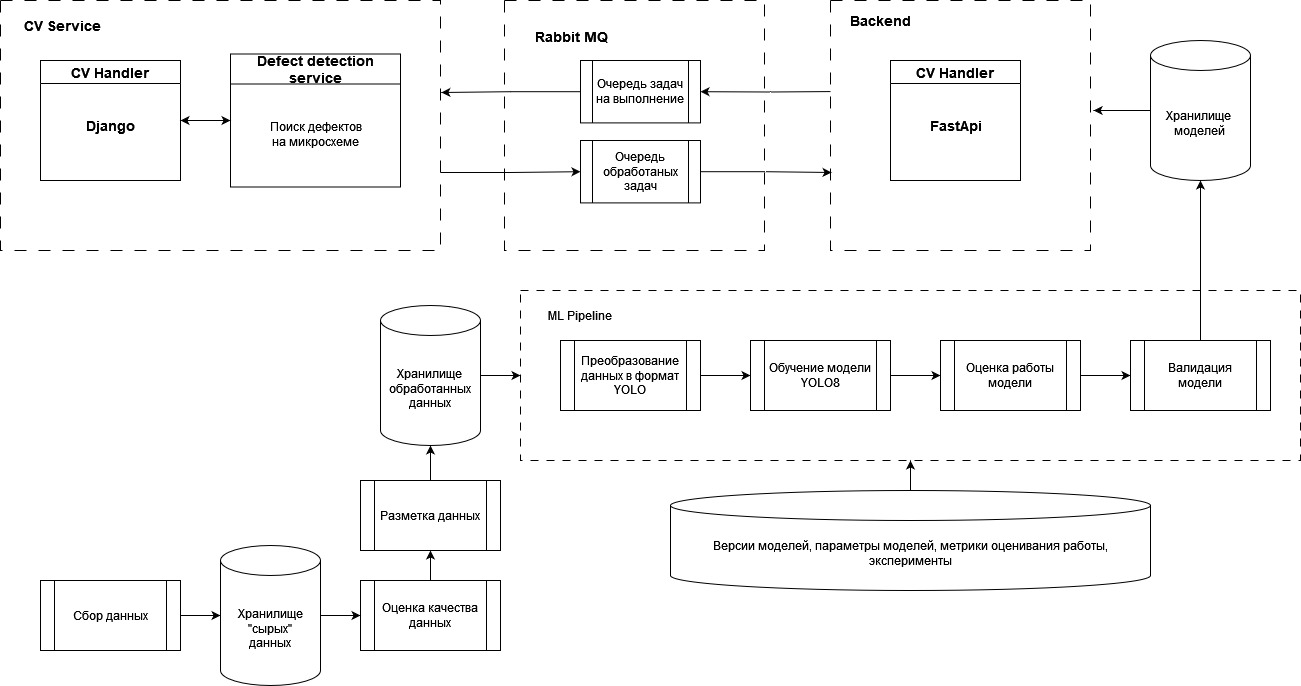 CV Service
CV Handler
Django
Defect detection
service
Поиск дефектов
на микросхеме
Rabbit MQ
Очередь задач
на выполнение
Очередь
обработаных
задач
Backend
CV Handler
FastApi
Хранилище
моделей
ML Pipeline
Преобразование
данных в формат
YOLO
Обучение модели
YOLO8
Оценка работы
модели
Валидация
модели
Хранилище
обработанных
данных
Разметка данных
Версии моделей, параметры моделей, метрики оценивания работы,
эксперименты
Сбор данных
Хранилище
"сырых"
данных
Оценка качества
данных